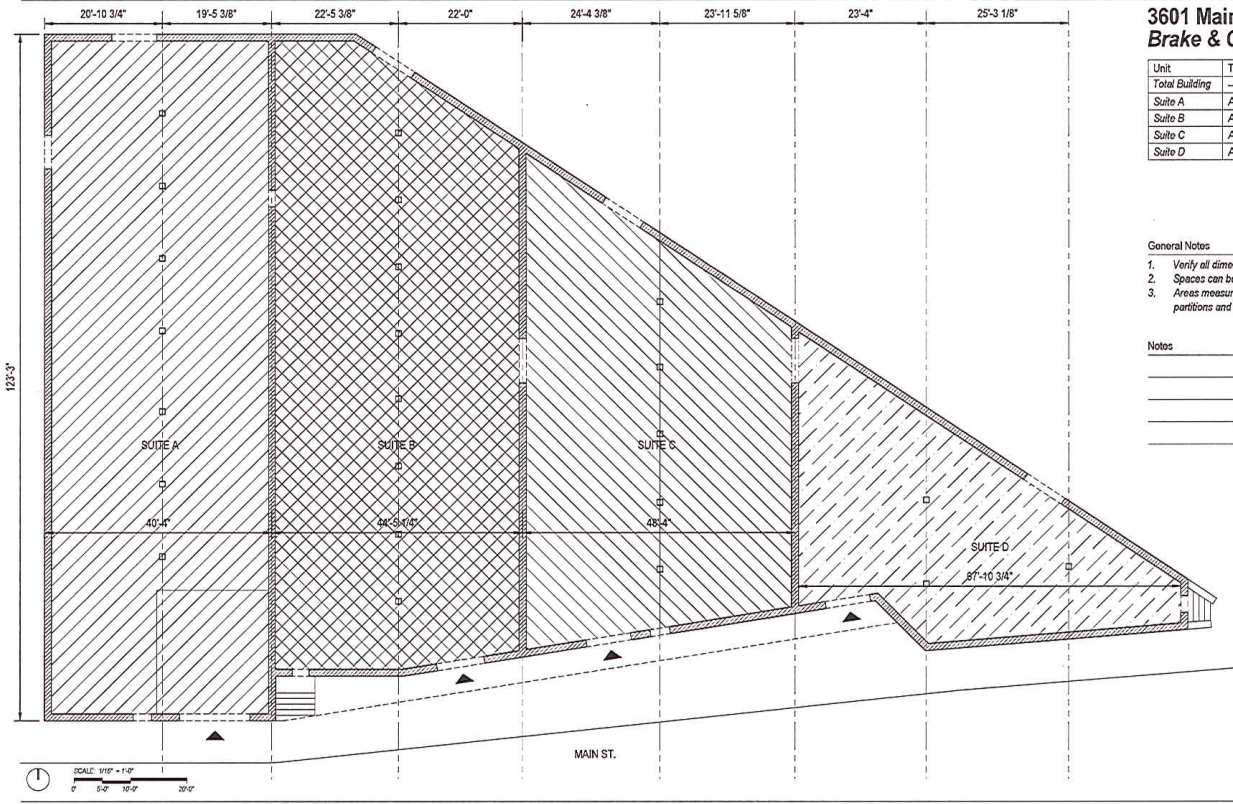 20'-10 3/4" 19'-5 3/8" 22'-5 3/8" 22'-0" 24'-4 3/8" 23'-11 5/8" 23'-4" 25'-3 1/8"
3601 Main
Brake & C
Unit T
Total Building —
Suite A A
Suite B A
Suite C A
Suite D A
General Notes
1. Verify all dime
2. Spaces can be
3. Areas measur
partitions and
Notes
123'-3"
SUITE A SUITE B SUITE C
40'-4" 44'-5 1/4" 48'-4"
SUITE D
67'-10 3/4"
MAIN ST.
SCALE: 1/16" = 1'-0"
0' 5'-0" 10'-0" 20'-0"